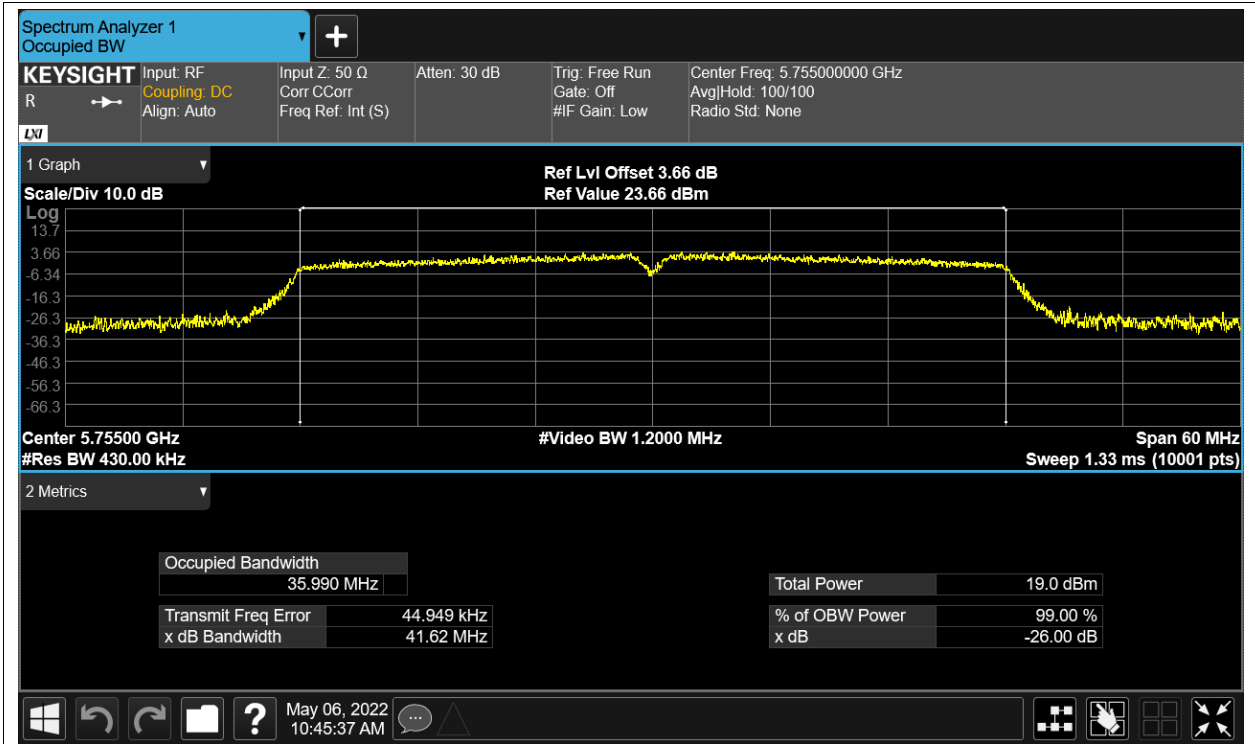 Spectrum Analyzer 1
Occupied BW
KEYSIGHT
R
LXI
Input: RF
Coupling: DC
Align: Auto
Input Z: 50 Ω
Corr CCorr
Freq Ref: Int (S)
Atten: 30 dB
Trig: Free Run
Gate: Off
#IF Gain: Low
Center Freq: 5.755000000 GHz
Avg|Hold: 100/100
Radio Std: None
1 Graph
Scale/Div 10.0 dB
Ref Lvl Offset 3.66 dB
Ref Value 23.66 dBm
Log
13.7
3.66
-6.34
-16.3
-26.3
-36.3
-46.3
-56.3
-66.3
Center 5.75500 GHz
#Video BW 1.2000 MHz
Span 60 MHz
#Res BW 430.00 kHz
Sweep 1.33 ms (10001 pts)
2 Metrics
Occupied Bandwidth
35.990 MHz
Total Power 19.0 dBm
Transmit Freq Error 44.949 kHz
% of OBW Power 99.00 %
x dB Bandwidth 41.62 MHz
x dB -26.00 dB
?
May 06, 2022
10:45:37 AM